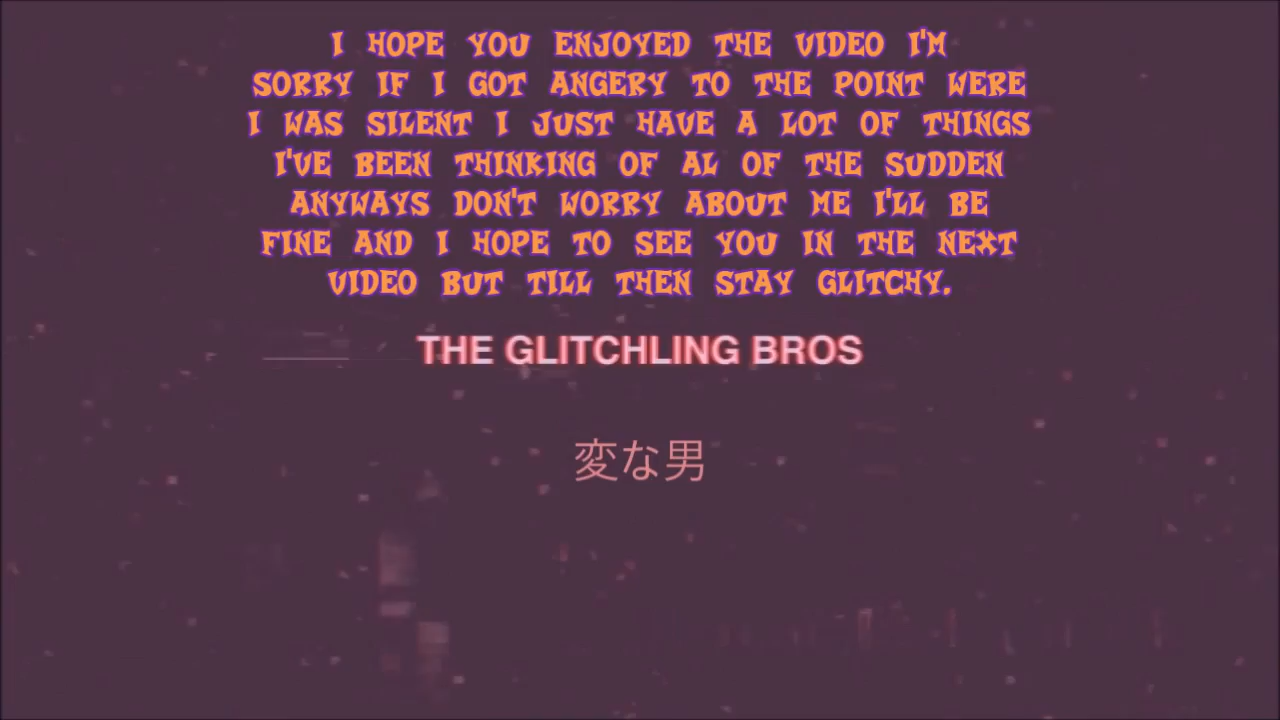 I HOPE YOU ENJOYED THE VIDEO I'M
SORRY IF I GOT ANGERY TO THE POINT WERE
I WAS SILENT I JUST HAVE A LOT OF THINGS
I'VE BEEN THINKING OF AL OF THE SUDDEN
ANYWAYS DON'T WORRY ABOUT ME I'LL BE
FINE AND I HOPE TO SEE YOU IN THE NEXT
VIDEO BUT TILL THEN STAY GLITCHY.
THE GLITCHLING BROS
変な男